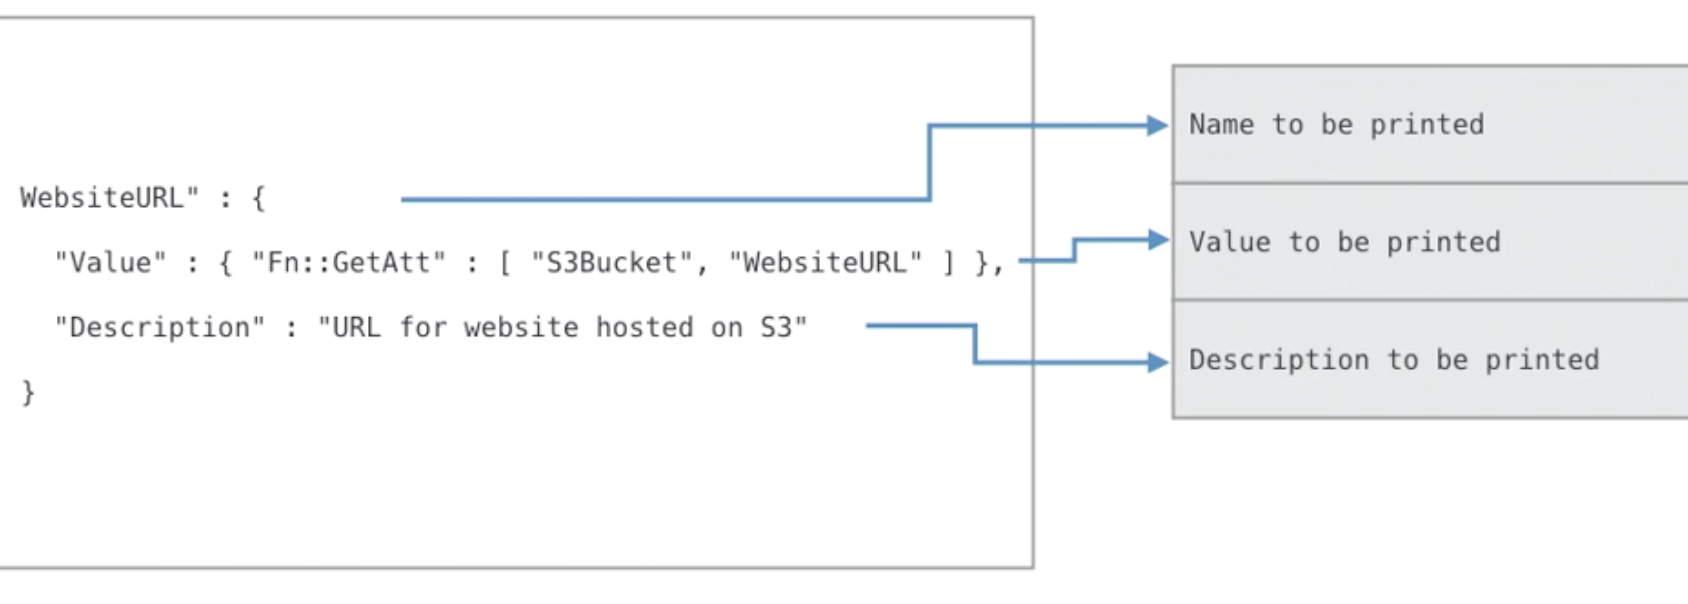 WebsiteURL" : {
"Value" : { "Fn::GetAtt" : [ "S3Bucket", "WebsiteURL" ] },
"Description" : "URL for website hosted on S3"
}
Name to be printed
Value to be printed
Description to be printed